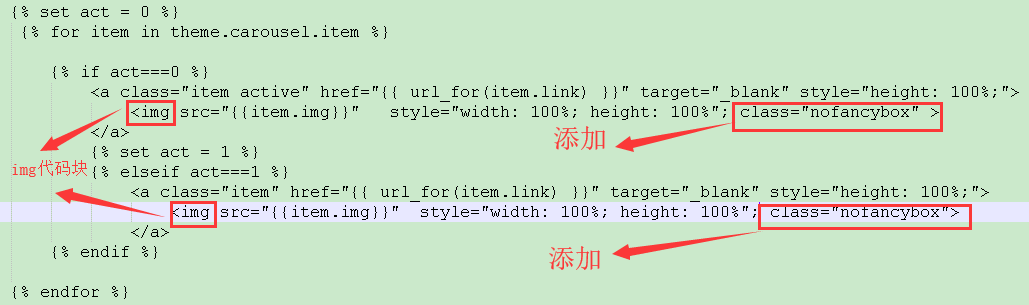 {% set act = 0 %}
{% for item in theme.carousel.item %}
{% if act===0 %}
<a class="item active" href="{{ url_for(item.link) }}" target="_blank" style="height: 100%;">
<img src="{{item.img}}" style="width: 100%; height: 100%"; class="nofancybox" >
</a>
添加
{% set act = 1 %}
img代码块
{% elseif act===1 %}
<a class="item" href="{{ url_for(item.link) }}" target="_blank" style="height: 100%;">
<img src="{{item.img}}" style="width: 100%; height: 100%"; class="nofancybox">
</a>
{% endif %}
添加
{% endfor %}